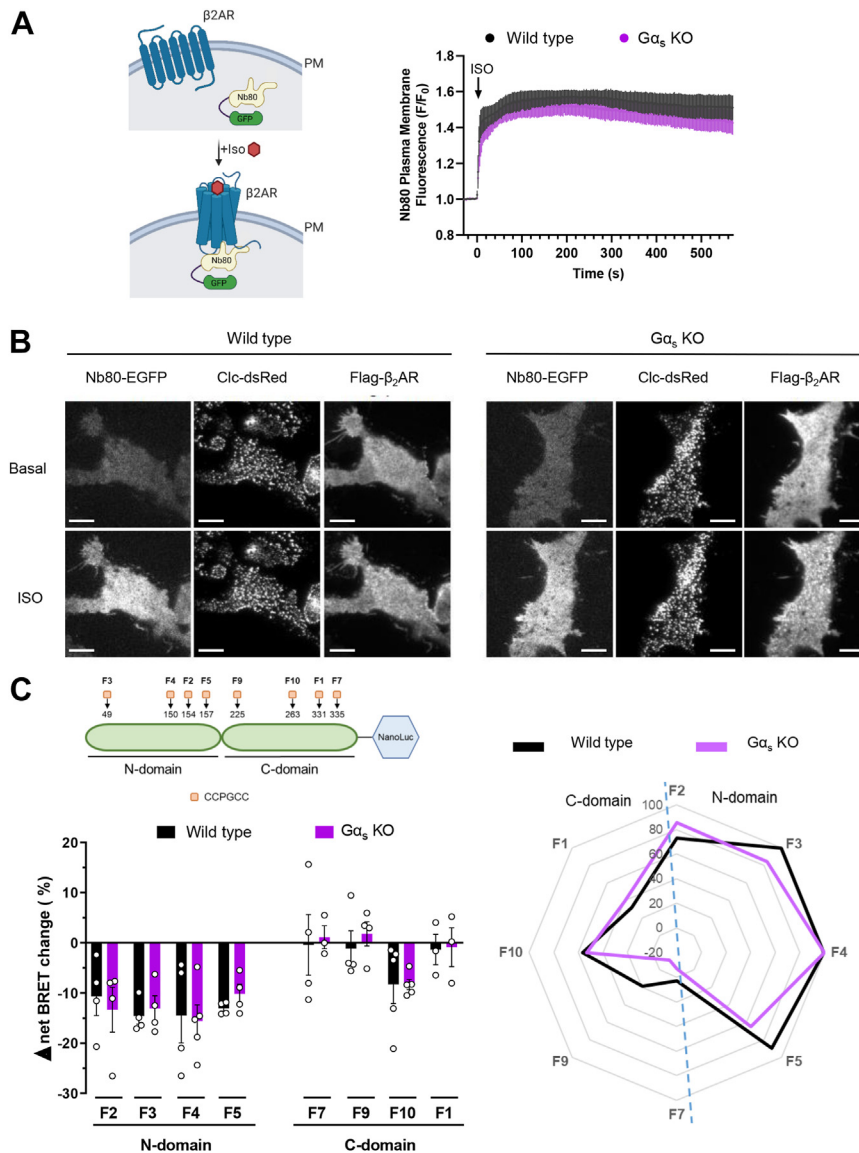 A
β2AR
PM
Nb80
GFP
+Iso
β2AR
PM
Nb80
GFP
Wild type
Gαs KO
ISO
Nb80 Plasma Membrane
Fluorescence (F/F0)
1.8
1.6
1.4
1.2
1.0
0.8
0
100
200
300
400
500
Time (s)
B
Wild type
Gαs KO
Nb80-EGFP
Clc-dsRed
Flag-β2AR
Nb80-EGFP
Clc-dsRed
Flag-β2AR
Basal
ISO
C
F3
F4
F2
F5
F9
F10
F1
F7
49
150
154
157
225
263
331
335
NanoLuc
N-domain
C-domain
CCPGCC
Wild type
Gαs KO
▲net BRET change ( %)
20
10
0
-10
-20
-30
F2
F3
F4
F5
F7
F9
F10
F1
N-domain
C-domain
Wild type
Gαs KO
C-domain
N-domain
F2
F3
F4
F5
F7
F9
F10
F1
100
80
60
40
20
0
-20